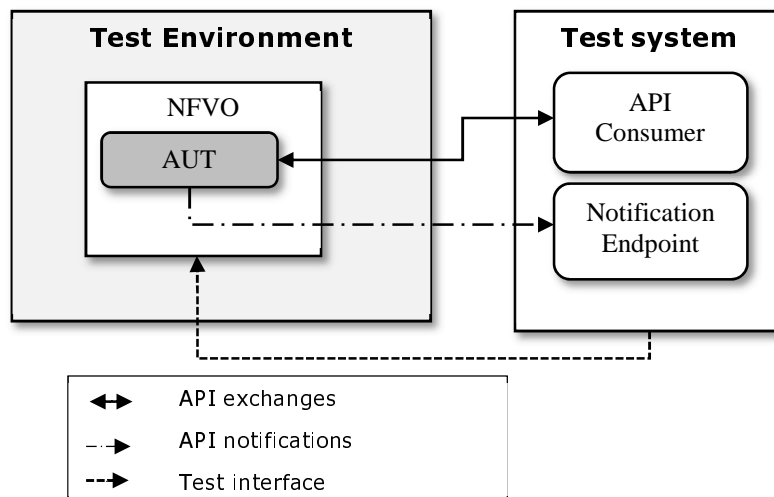 Test Environment
NFVO
AUT
Test system
API
Consumer
Notification
Endpoint
API exchanges
API notifications
Test interface